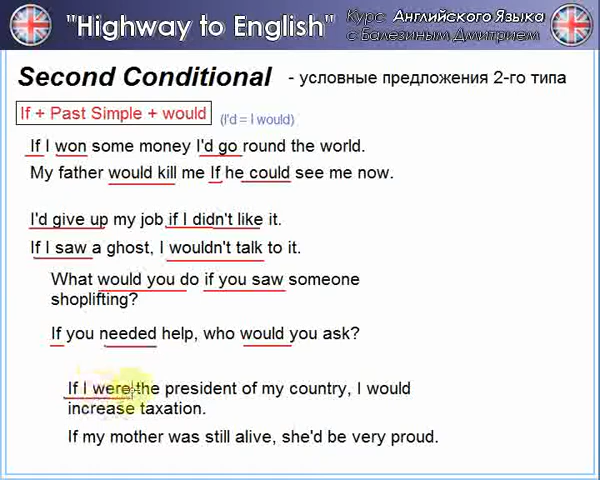 "Highway to English"
Курс Английского Языка
с Балезиным Дмитрием
Second Conditional - условные предложения 2-го типа
If + Past Simple + would (I'd = I would)
If I won some money I'd go round the world.
My father would kill me If he could see me now.
I'd give up my job if I didn't like it.
If I saw a ghost, I wouldn't talk to it.
What would you do if you saw someone
shoplifting?
If you needed help, who would you ask?
If I were the president of my country, I would
increase taxation.
If my mother was still alive, she'd be very proud.